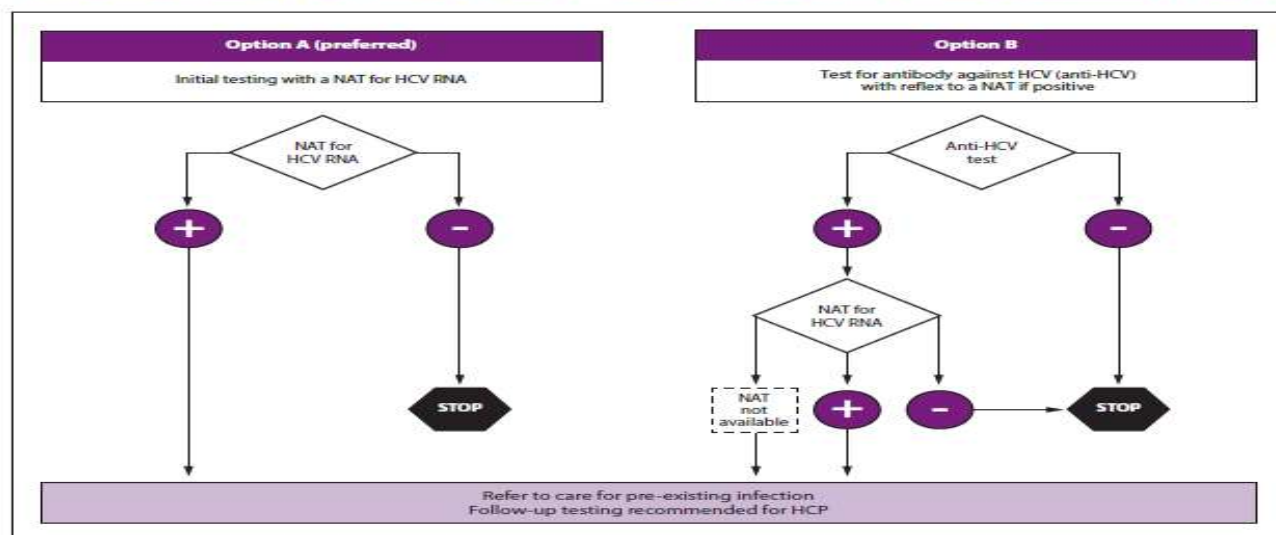 Option A (preferred)
Initial testing with a NAT for HCV RNA
NAT for
HCV RNA
+
-
STOP
Option B
Test for antibody against HCV (anti-HCV)
with reflex to a NAT if positive
Anti-HCV
test
+
-
NAT for
HCV RNA
NAT
not
available
+
-
STOP
Refer to care for pre-existing infection
Follow-up testing recommended for HCP